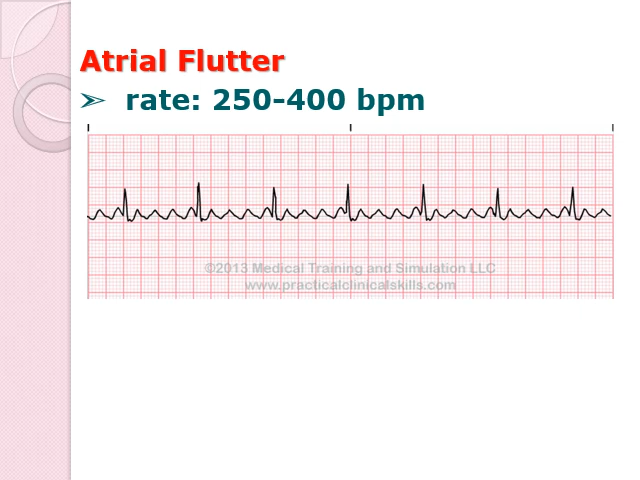 Atrial Flutter
➢ rate: 250-400 bpm
©2013 Medical Training and Simulation LLC
www.practicalclinicalskills.com